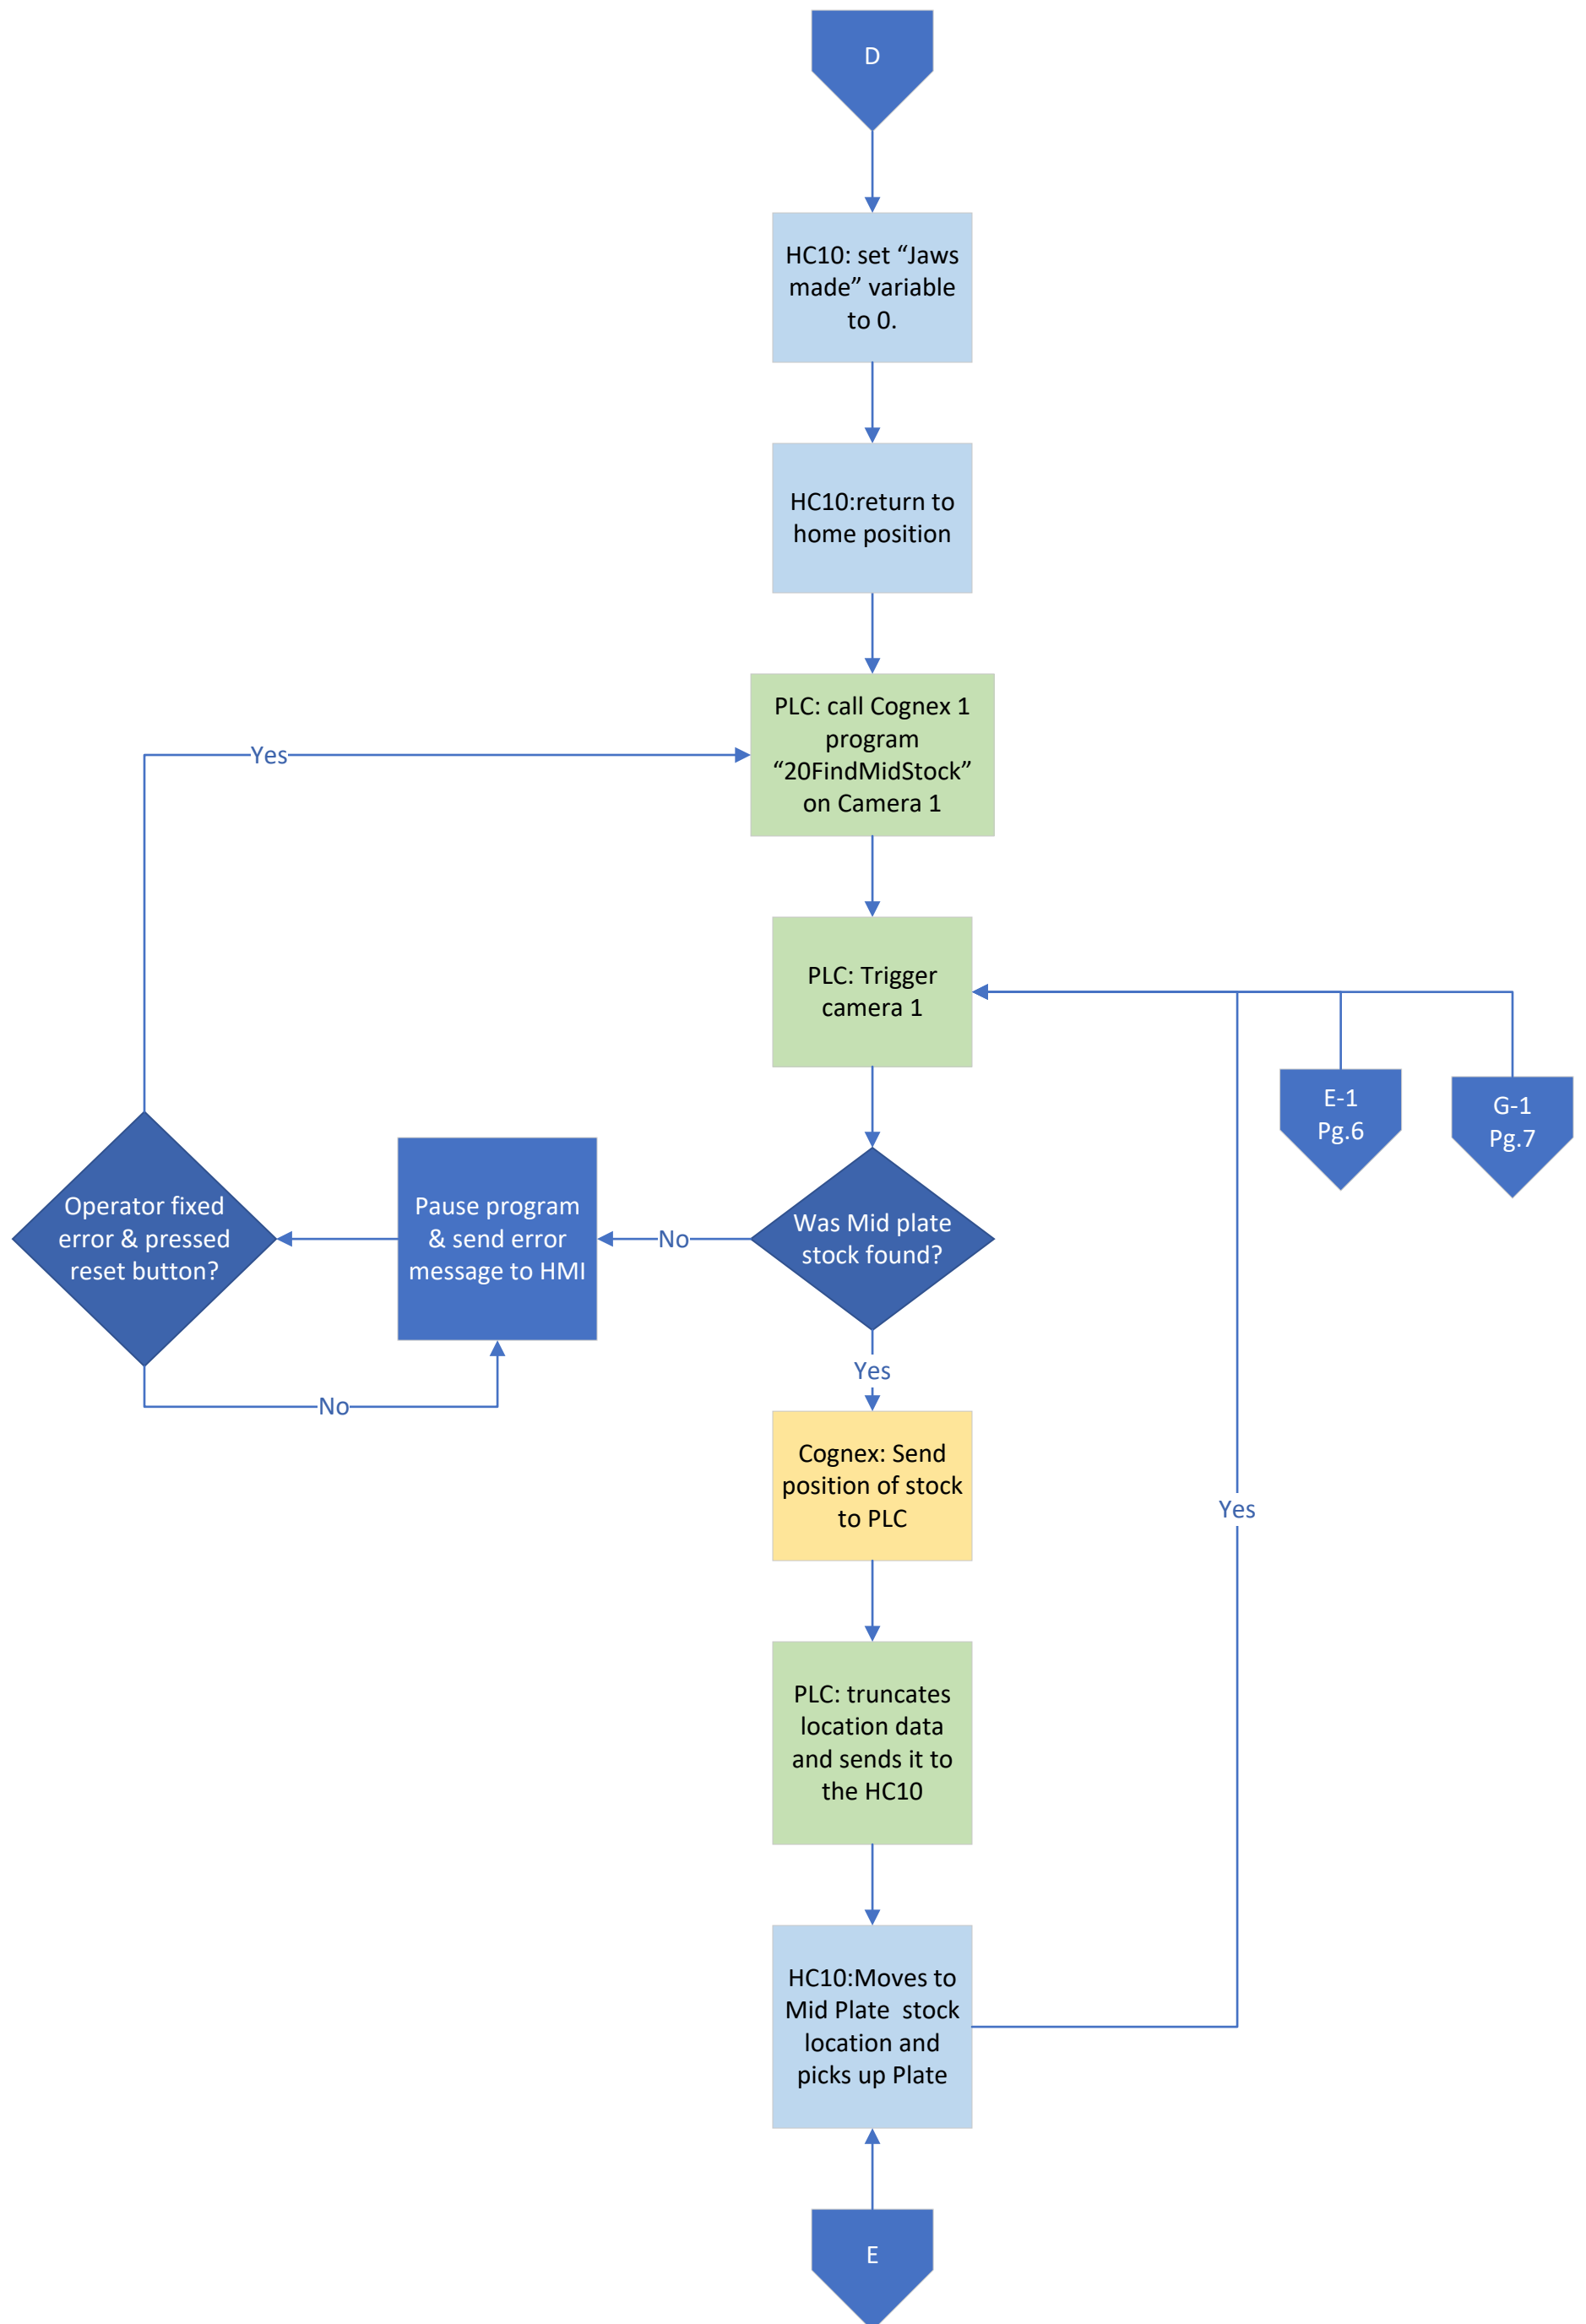 D
HC10: set “Jaws
made” variable
to 0.
HC10:return to
home position
PLC: call Cognex 1
program
“20FindMidStock”
on Camera 1
Yes
PLC: Trigger
camera 1
E-1
Pg.6
G-1
Pg.7
Operator fixed
error & pressed
reset button?
Pause program
& send error
message to HMI
No
Was Mid plate
stock found?
Yes
No
Cognex: Send
position of stock
to PLC
Yes
PLC: truncates
location data
and sends it to
the HC10
HC10:Moves to
Mid Plate  stock
location and
picks up Plate
E